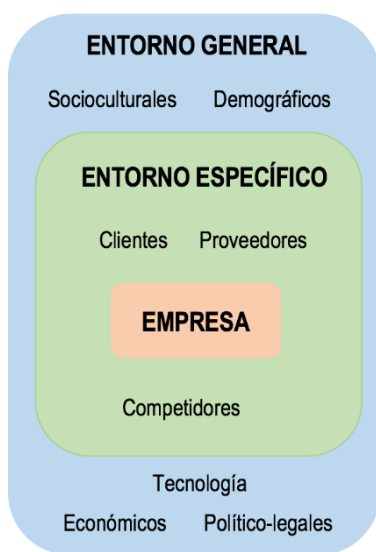 ENTORNO GENERAL
Socioculturales Demográficos
ENTORNO ESPECÍFICO
Clientes Proveedores
EMPRESA
Competidores
Tecnología
Económicos Político-legales